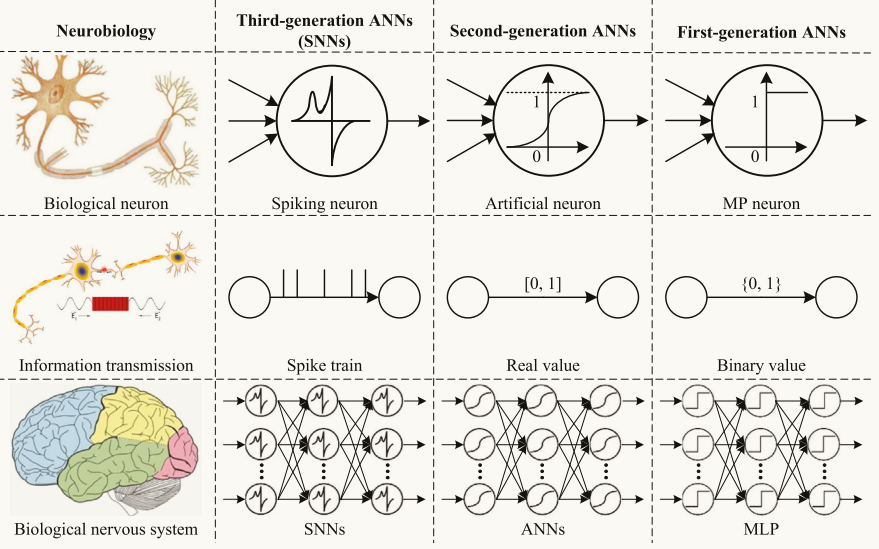 Neurobiology
Third-generation ANNs
(SNNs)
Second-generation ANNs
First-generation ANNs
1
0
1
0
Biological neuron
Spiking neuron
Artificial neuron
MP neuron
[0, 1]
{0, 1}
E₁
E₂
Information transmission
Spike train
Real value
Binary value
Biological nervous system
SNNs
ANNs
MLP